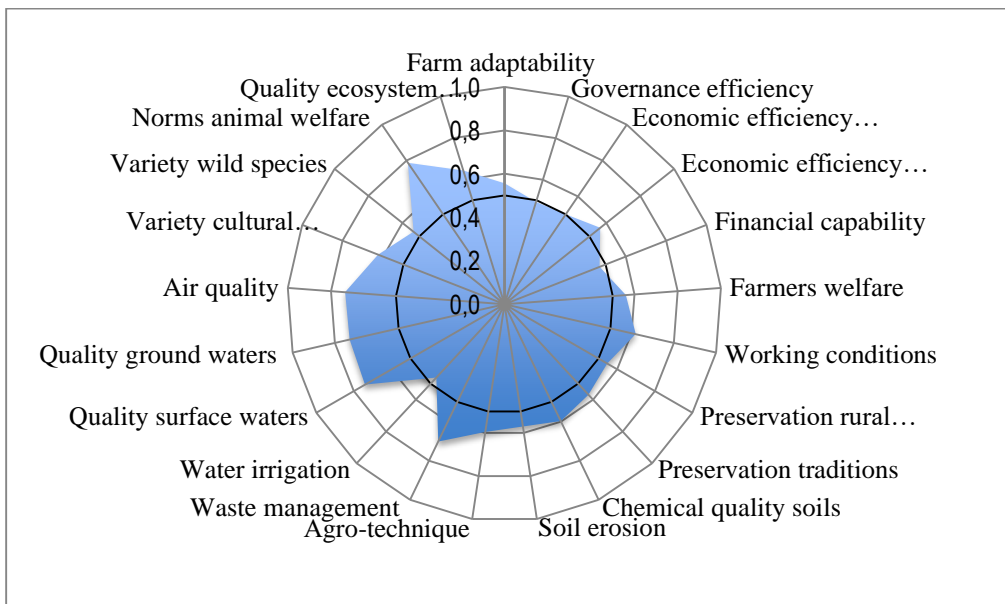 Farm adaptability
Governance efficiency
Economic efficiency…
Economic efficiency…
Financial capability
Farmers welfare
Working conditions
Preservation rural…
Preservation traditions
Chemical quality soils
Soil erosion
Agro-technique
Waste management
Water irrigation
Quality surface waters
Quality ground waters
Air quality
Variety cultural…
Variety wild species
Norms animal welfare
Quality ecosystem…
1,0
0,8
0,6
0,4
0,2
0,0